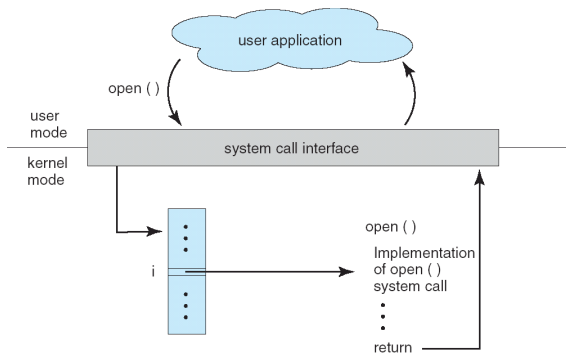 user application
open ( )
user
mode
system call interface
kernel
mode
open ( )
i
Implementation
of open ( )
system call
return